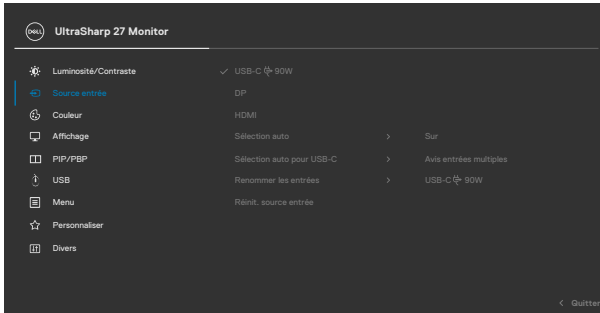 DELL UltraSharp 27 Monitor
Luminosité/Contraste ✓ USB-C 90W
Source entrée DP
Couleur HDMI
Affichage Sélection auto > Sur
PIP/PBP Sélection auto pour USB-C > Avis entrées multiples
USB Renommer les entrées > USB-C 90W
Menu Réinit. source entrée
Personnaliser
Divers
< Quitter